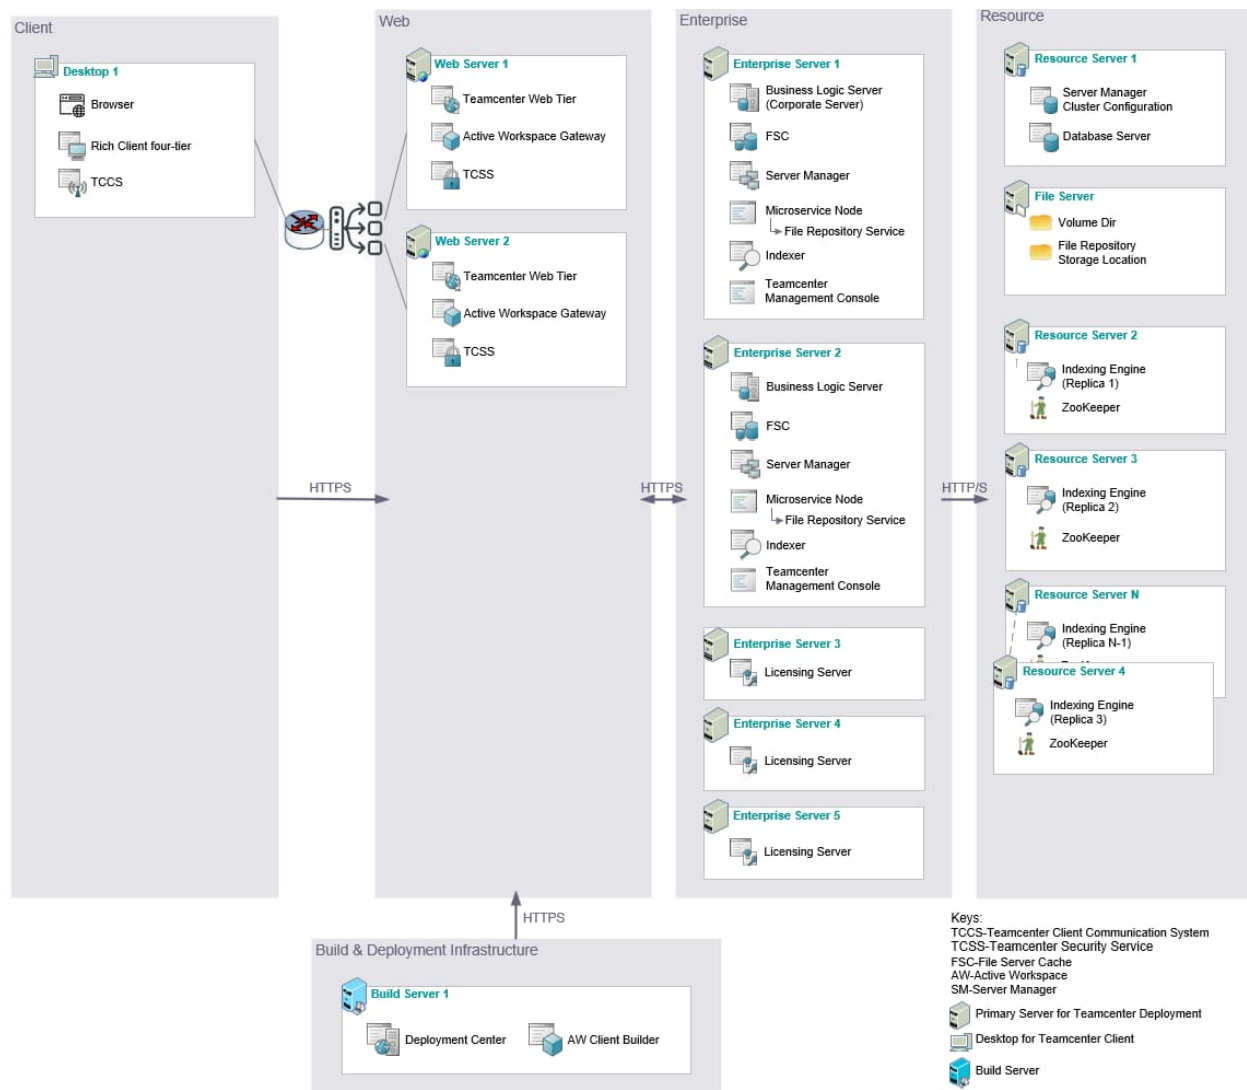 Client
Desktop 1
Browser
Rich Client four-tier
TCCS
Web
Web Server 1
Teamcenter Web Tier
Active Workspace Gateway
TCSS
Web Server 2
Teamcenter Web Tier
Active Workspace Gateway
TCSS
Enterprise
Enterprise Server 1
Business Logic Server
(Corporate Server)
FSC
Server Manager
Microservice Node
File Repository Service
Indexer
Teamcenter
Management Console
Enterprise Server 2
Business Logic Server
FSC
Server Manager
Microservice Node
File Repository Service
Indexer
Teamcenter
Management Console
Enterprise Server 3
Licensing Server
Enterprise Server 4
Licensing Server
Enterprise Server 5
Licensing Server
Resource
Resource Server 1
Server Manager
Cluster Configuration
Database Server
File Server
Volume Dir
File Repository
Storage Location
Resource Server 2
Indexing Engine
(Replica 1)
ZooKeeper
Resource Server 3
Indexing Engine
(Replica 2)
ZooKeeper
Resource Server N
Indexing Engine
(Replica N-1)
Resource Server 4
Indexing Engine
(Replica 3)
ZooKeeper
HTTPS
HTTPS
HTTP/S
HTTPS
Build & Deployment Infrastructure
Build Server 1
Deployment Center
AW Client Builder
Keys:
TCCS-Teamcenter Client Communication System
TCSS-Teamcenter Security Service
FSC-File Server Cache
AW-Active Workspace
SM-Server Manager
Primary Server for Teamcenter Deployment
Desktop for Teamcenter Client
Build Server